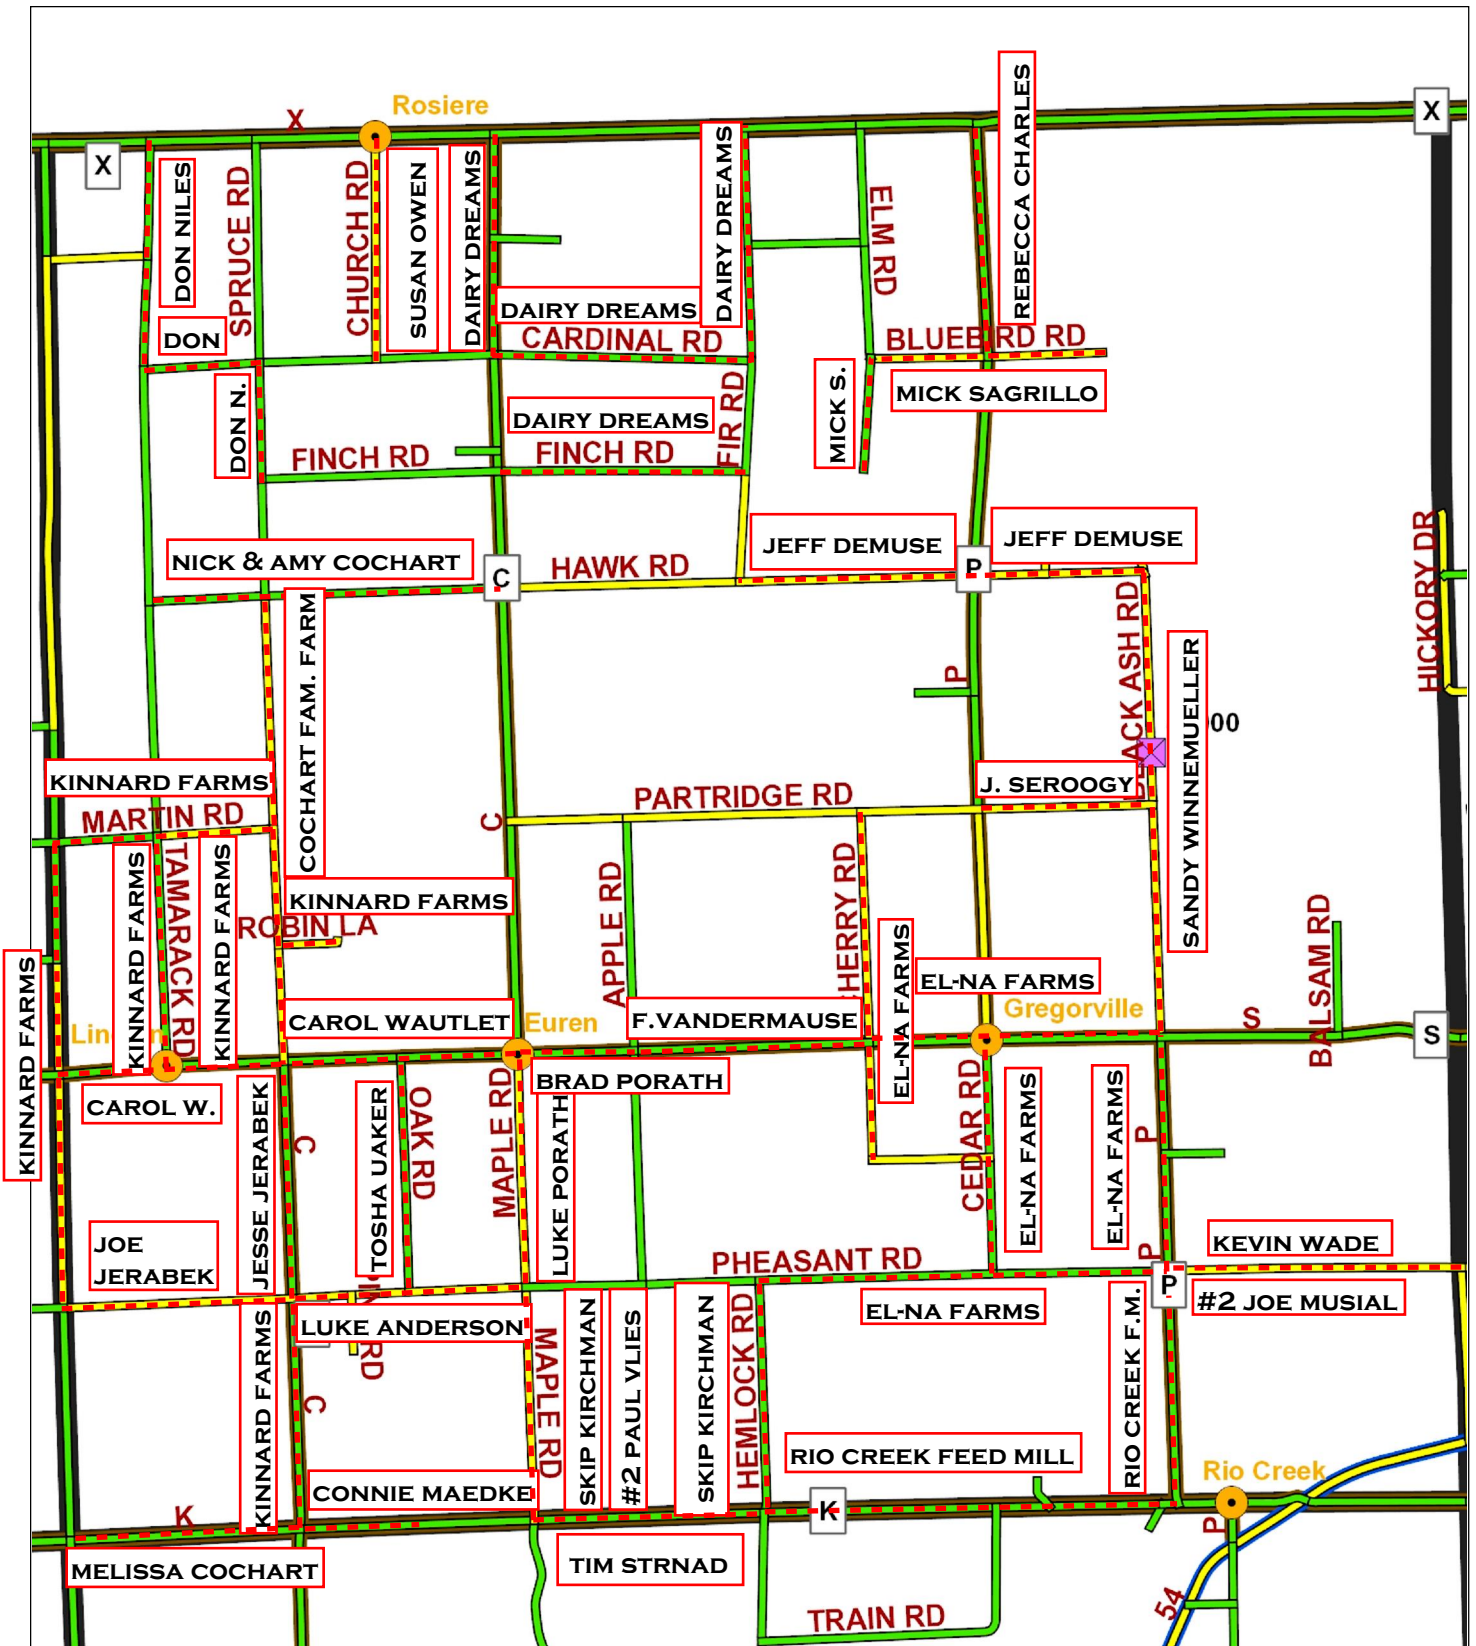 Rosiere
X
X
X
DON NILES
SPRUCE RD
CHURCH RD
SUSAN OWEN
DAIRY DREAMS
DAIRY DREAMS
DAIRY DREAMS
ELM RD
REBECCA CHARLES
DON
CARDINAL RD
BLUEBIRD RD
MICK SAGRILLO
MICK S.
DON N.
DAIRY DREAMS
FIR RD
FINCH RD
FINCH RD
NICK & AMY COCHART
C
HAWK RD
JEFF DEMUSE
P
JEFF DEMUSE
HICKORY DR
COCHART FAM. FARM
P
BLACK ASH RD
SANDY WINNEMUELLER
00
KINNARD FARMS
MARTIN RD
C
PARTRIDGE RD
J. SEROOGY
KINNARD FARMS
TAMARACK RD
KINNARD FARMS
KINNARD FARMS
ROBIN LA
APPLE RD
CHERRY RD
EL-NA FARMS
EL-NA FARMS
BALSAM RD
KINNARD FARMS
Lin n
CAROL WAUTLET
Euren
F.VANDERMAUSE
Gregorville
S
S
CAROL W.
BRAD PORATH
JESSE JERABEK
C
TOSHA UAKER
OAK RD
MAPLE RD
LUKE PORATH
CEDAR RD
EL-NA FARMS
EL-NA FARMS
P
JOE
JERABEK
PHEASANT RD
P
KEVIN WADE
P
#2 JOE MUSIAL
LUKE ANDERSON
RD
EL-NA FARMS
KINNARD FARMS
C
MAPLE RD
SKIP KIRCHMAN
#2 PAUL VLIES
SKIP KIRCHMAN
HEMLOCK RD
RIO CREEK F.M.
RIO CREEK FEED MILL
Rio Creek
CONNIE MAEDKE
K
K
P
MELISSA COCHART
TIM STRNAD
TRAIN RD
54